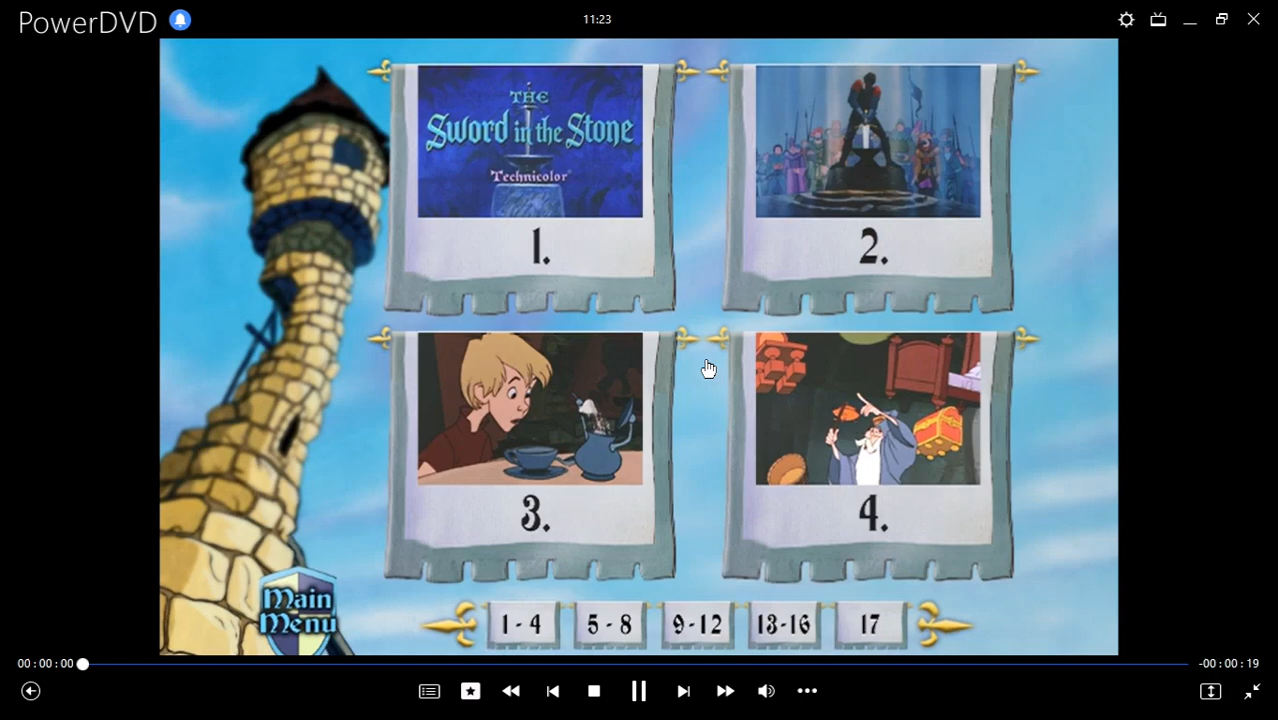 PowerDVD
11:23
THE
Sword in the Stone
Technicolor
1.
2.
3.
4.
Main
Menu
1 - 4
5 - 8
9 - 12
13 - 16
17
00 : 00 : 00
-00 : 00 : 19